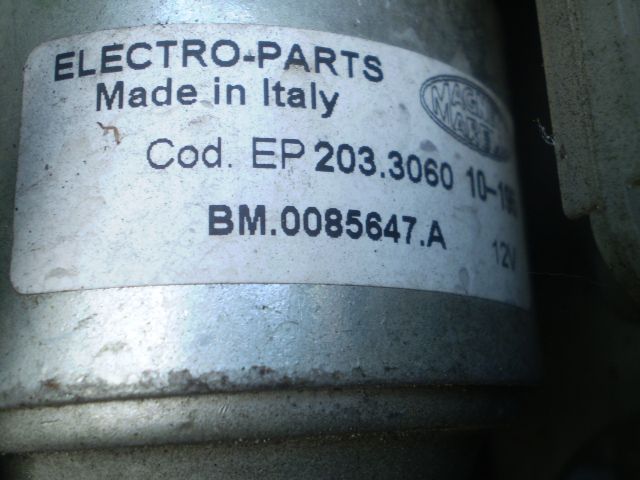 ELECTRO-PARTS
Made in Italy
Cod. EP 203.3060
BM.0085647.A
12V